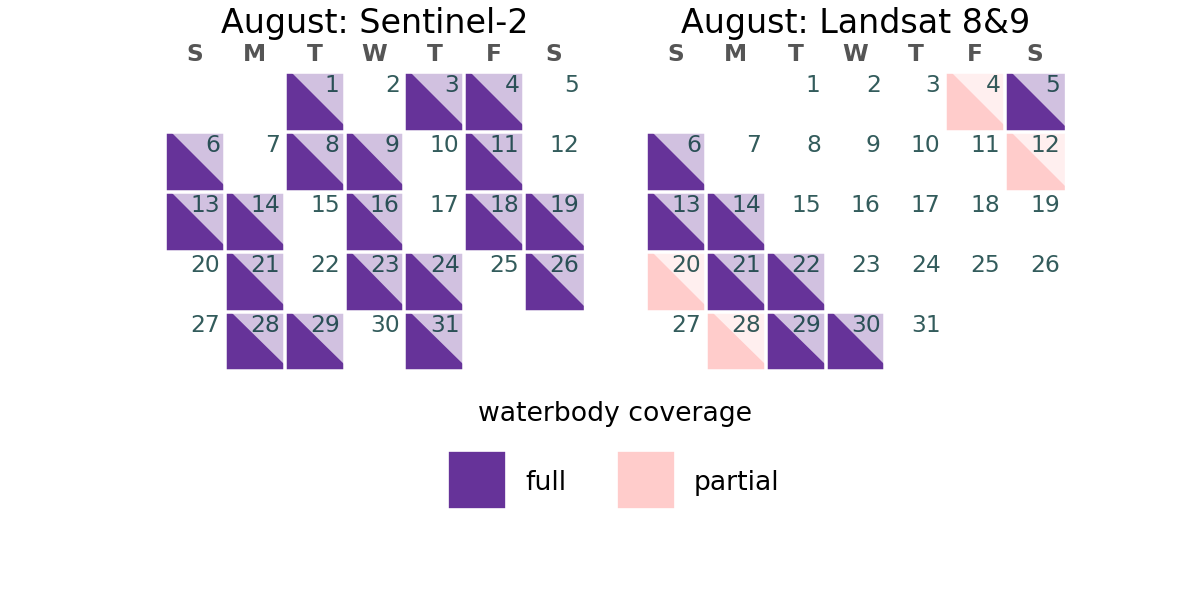 August: Sentinel-2
S M T W T F S
1 2 3 4 5
6 7 8 9 10 11 12
13 14 15 16 17 18 19
20 21 22 23 24 25 26
27 28 29 30 31
August: Landsat 8&9
S M T W T F S
1 2 3 4 5
6 7 8 9 10 11 12
13 14 15 16 17 18 19
20 21 22 23 24 25 26
27 28 29 30 31
waterbody coverage
full partial